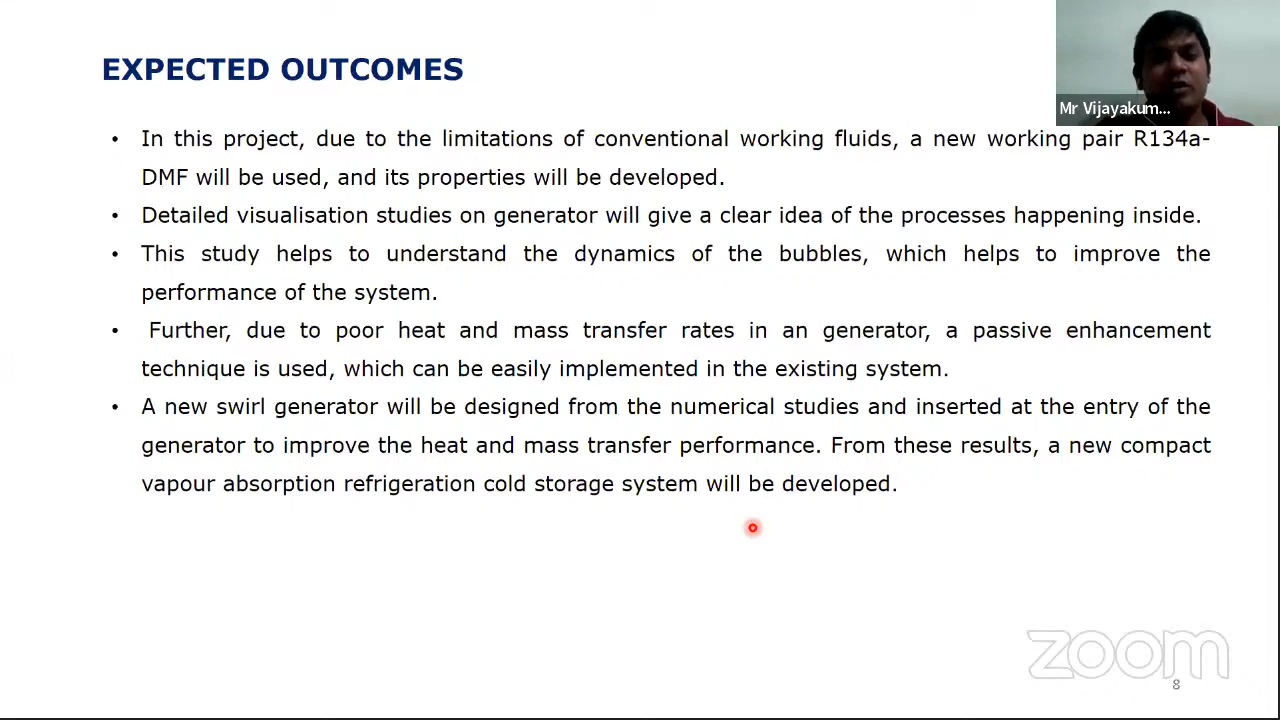 EXPECTED OUTCOMES
Mr Vijayakum...
• In this project, due to the limitations of conventional working fluids, a new working pair R134a-
DMF will be used, and its properties will be developed.
• Detailed visualisation studies on generator will give a clear idea of the processes happening inside.
• This study helps to understand the dynamics of the bubbles, which helps to improve the
performance of the system.
• Further, due to poor heat and mass transfer rates in an generator, a passive enhancement
technique is used, which can be easily implemented in the existing system.
• A new swirl generator will be designed from the numerical studies and inserted at the entry of the
generator to improve the heat and mass transfer performance. From these results, a new compact
vapour absorption refrigeration cold storage system will be developed.
zoom
8